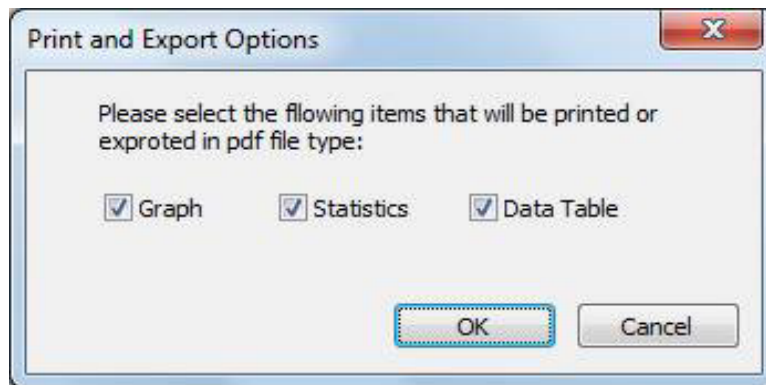 Print and Export Options
X
Please select the fllowing items that will be printed or
exproted in pdf file type:
Graph Statistics Data Table
OK Cancel